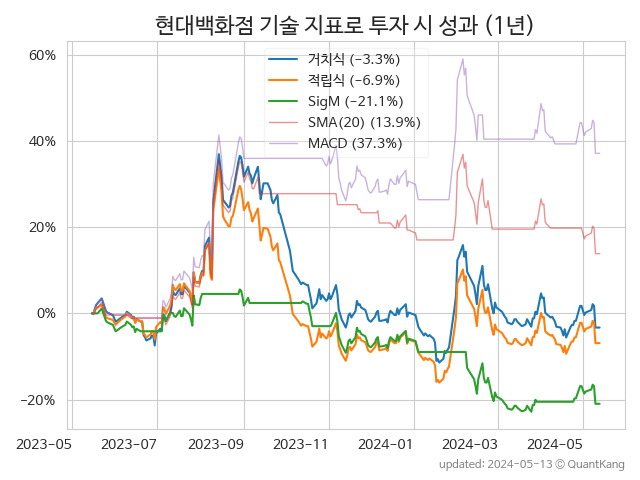 현대백화점 기술 지표로 투자 시 성과 (1년)
거치식 (−3.3%)
적립식 (−6.9%)
SigM (−21.1%)
SMA(20) (13.9%)
MACD (37.3%)
60%
40%
20%
0%
−20%
2023-05 2023-07 2023-09 2023-11 2024-01 2024-03 2024-05
updated: 2024-05-13 © QuantKang